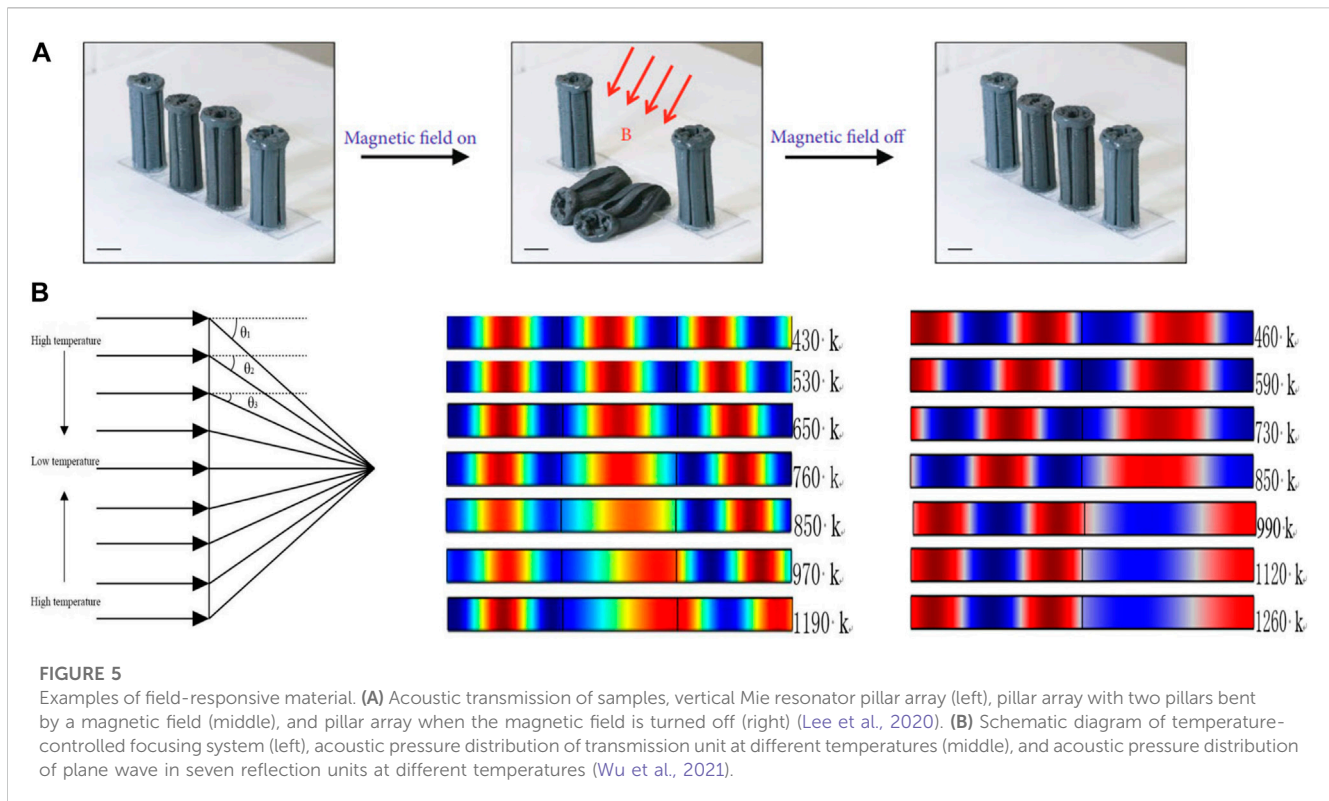 A
Magnetic field on
B
Magnetic field off
B
High temperature
Low temperature
High temperature
θ1
θ2
θ3
430 k
530 k
650 k
760 k
850 k
970 k
1190 k
460 k
590 k
730 k
850 k
990 k
1120 k
1260 k
FIGURE 5
Examples of field-responsive material. (A) Acoustic transmission of samples, vertical Mie resonator pillar array (left), pillar array with two pillars bent
by a magnetic field (middle), and pillar array when the magnetic field is turned off (right) (Lee et al., 2020). (B) Schematic diagram of temperature-
controlled focusing system (left), acoustic pressure distribution of transmission unit at different temperatures (middle), and acoustic pressure distribution
of plane wave in seven reflection units at different temperatures (Wu et al., 2021).